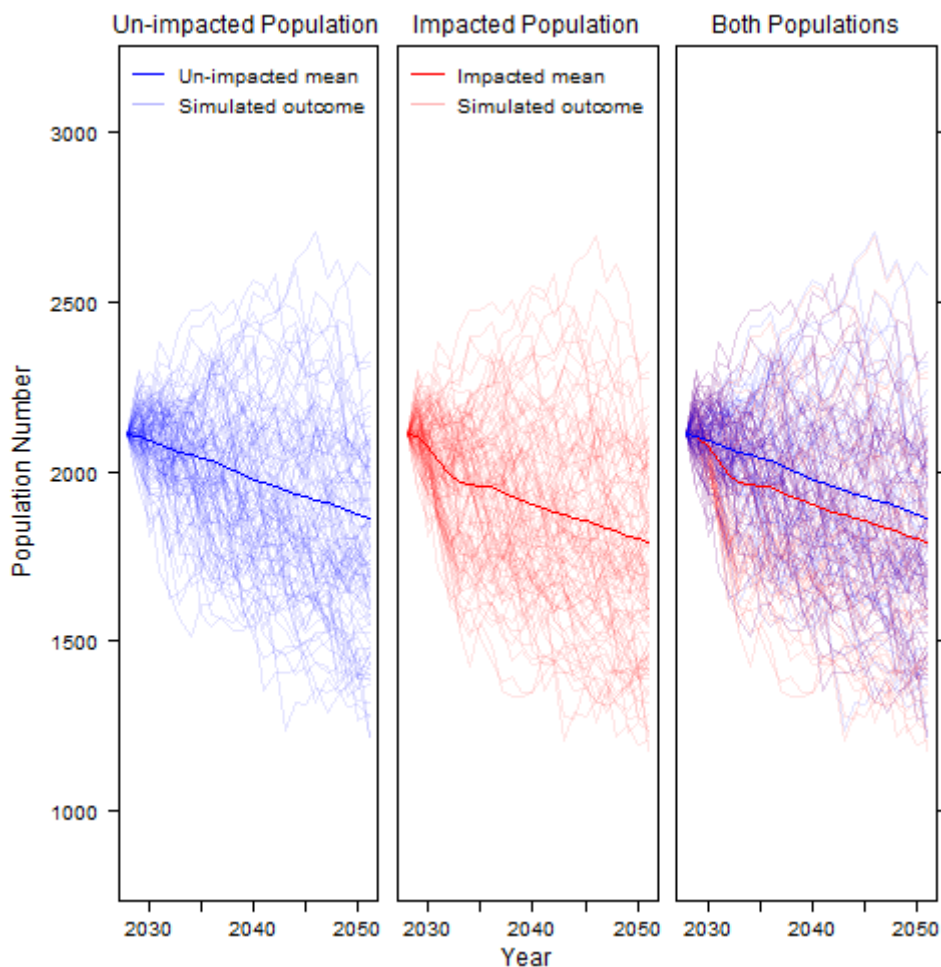 Un-impacted Population
Impacted Population
Both Populations
Un-impacted mean
Simulated outcome
Impacted mean
Simulated outcome
Population Number
3000
2500
2000
1500
1000
2030
2040
2050
2030
2040
2050
2030
2040
2050
Year